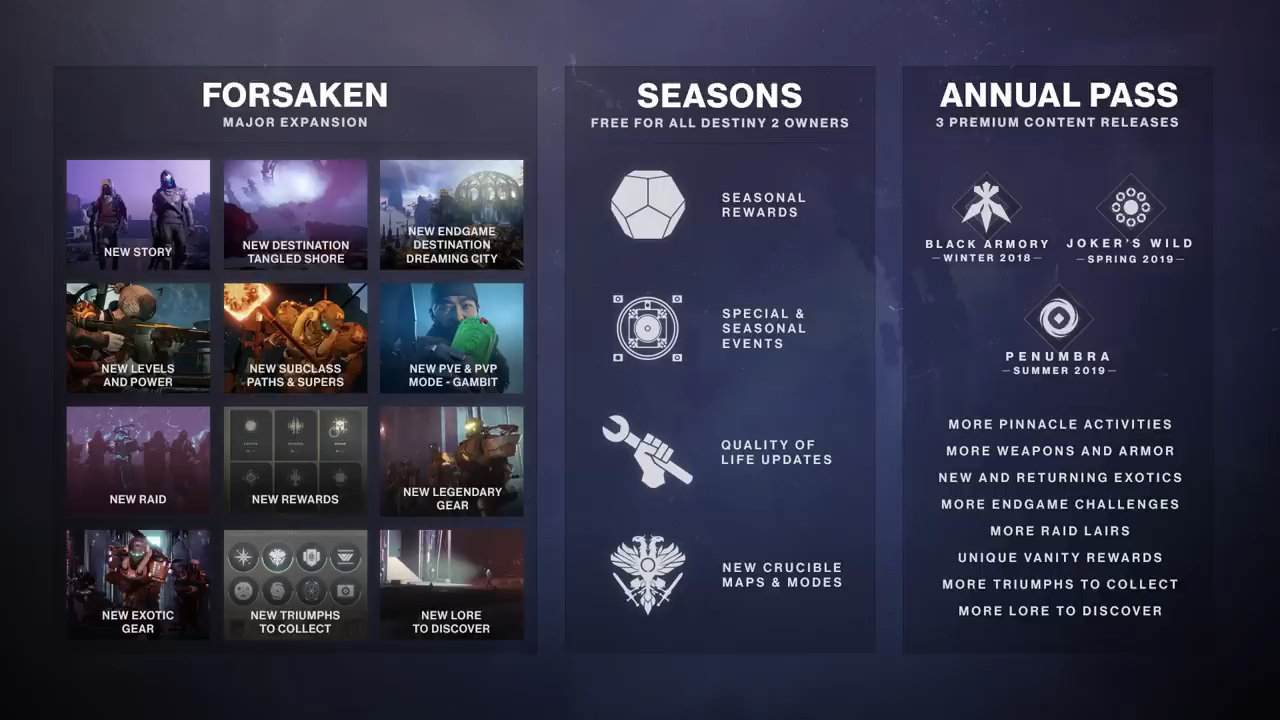 FORSAKEN
MAJOR EXPANSION
NEW STORY
NEW DESTINATION
TANGLED SHORE
NEW ENDGAME
DESTINATION
DREAMING CITY
NEW LEVELS
AND POWER
NEW SUBCLASS
PATHS & SUPERS
NEW PVE & PVP
MODE - GAMBIT
NEW RAID
NEW REWARDS
NEW LEGENDARY
GEAR
NEW EXOTIC
GEAR
NEW TRIUMPHS
TO COLLECT
NEW LORE
TO DISCOVER
SEASONS
FREE FOR ALL DESTINY 2 OWNERS
SEASONAL
REWARDS
SPECIAL &
SEASONAL
EVENTS
QUALITY OF
LIFE UPDATES
NEW CRUCIBLE
MAPS & MODES
ANNUAL PASS
3 PREMIUM CONTENT RELEASES
BLACK ARMORY
—WINTER 2018—
JOKER'S WILD
—SPRING 2019—
PENUMBRA
—SUMMER 2019—
MORE PINNACLE ACTIVITIES
MORE WEAPONS AND ARMOR
NEW AND RETURNING EXOTICS
MORE ENDGAME CHALLENGES
MORE RAID LAIRS
UNIQUE VANITY REWARDS
MORE TRIUMPHS TO COLLECT
MORE LORE TO DISCOVER